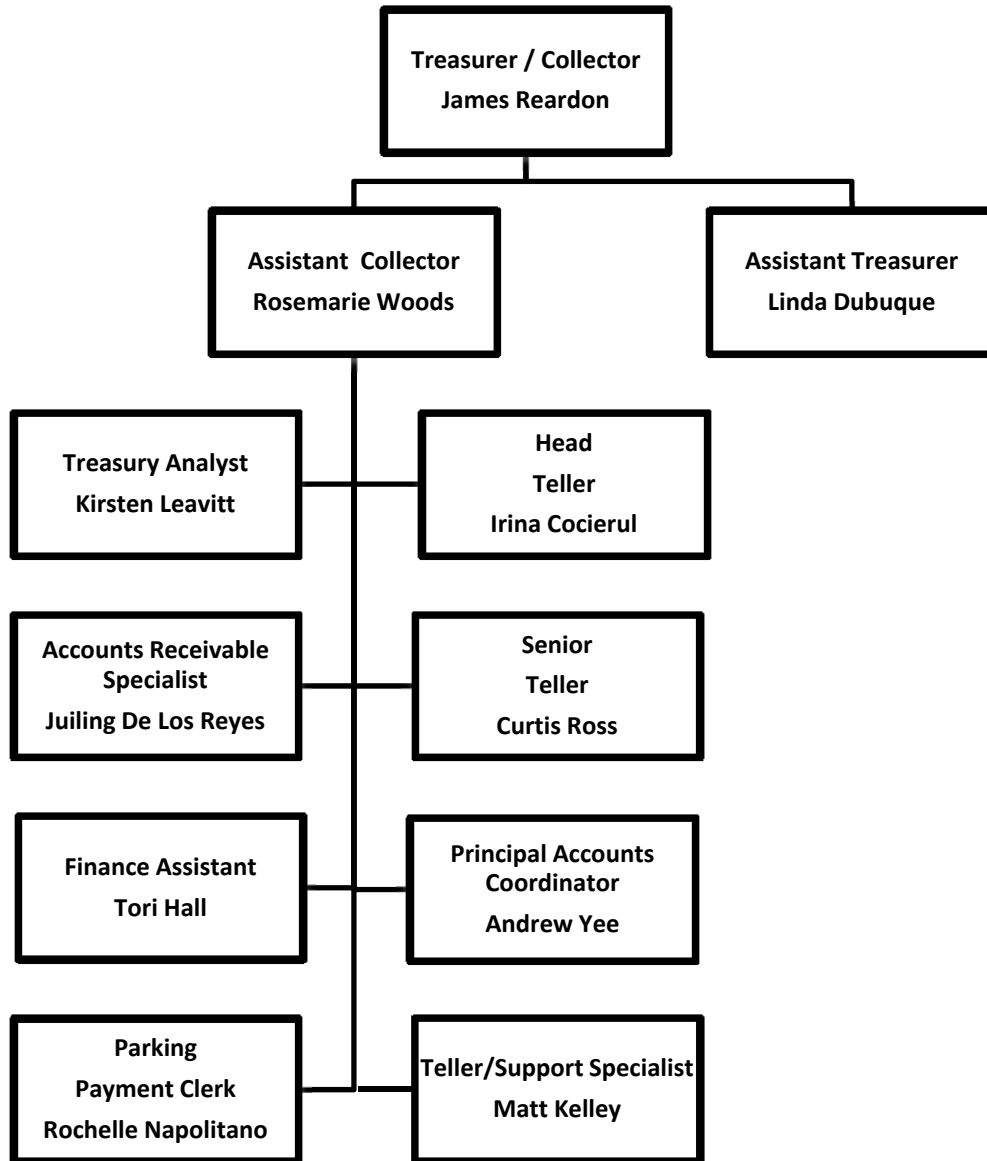 Treasurer / Collector
James Reardon
Assistant Collector
Rosemarie Woods
Assistant Treasurer
Linda Dubuque
Treasury Analyst
Kirsten Leavitt
Head
Teller
Irina Cocierul
Accounts Receivable
Specialist
Juiling De Los Reyes
Senior
Teller
Curtis Ross
Finance Assistant
Tori Hall
Principal Accounts
Coordinator
Andrew Yee
Parking
Payment Clerk
Rochelle Napolitano
Teller/Support Specialist
Matt Kelley